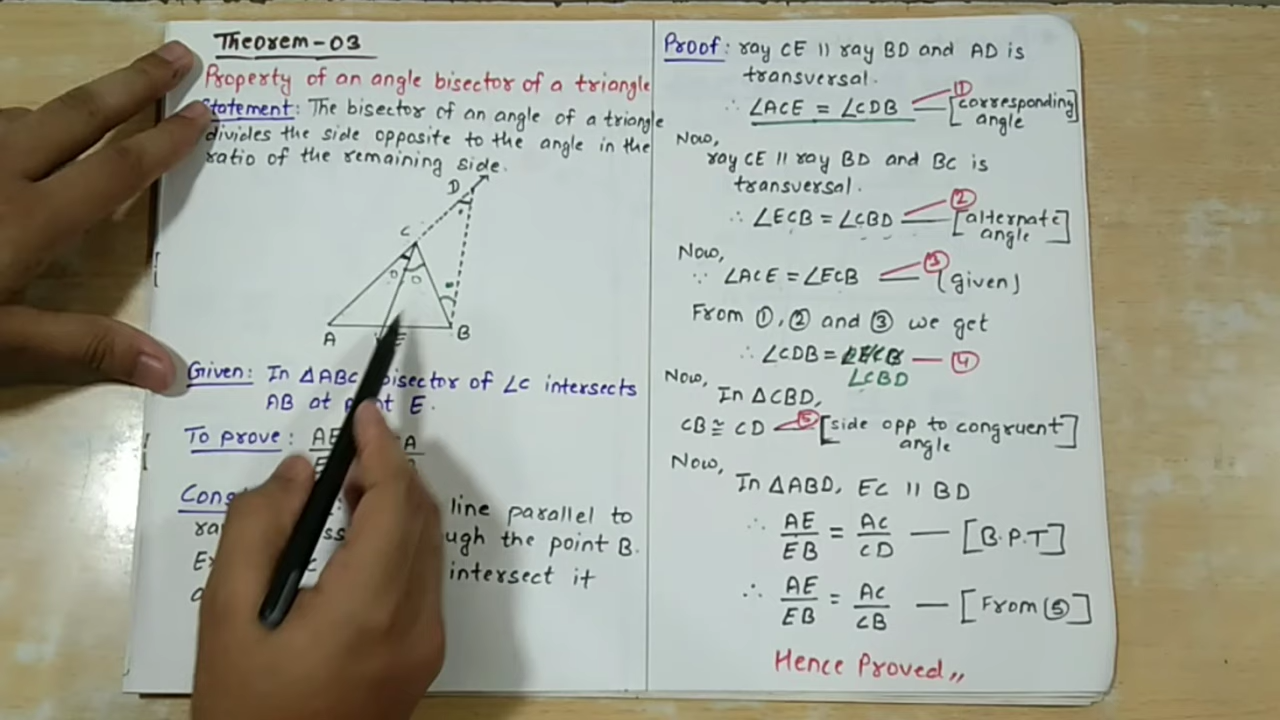 Theorem-03
Property of an angle bisector of a triangle
Statement: The bisector of an angle of a triangle
divides the side opposite to the angle in the
ratio of the remaining side.
D
C
A
E
B
Given: In △ABC bisector of ∠C intersects
AB at E.
To prove: AE
line parallel to
the point B.
intersect it
Proof: ray CE || ray BD and AD is
transversal.
∴ ∠ACE = ∠CDB — ① [corresponding
angle]
Now,
ray CE || ray BD and BC is
transversal.
∴ ∠ECB = ∠CBD — ② [alternate
angle]
Now,
∵ ∠ACE = ∠ECB — ③ (given)
From ①, ② and ③ we get
∴ ∠CDB = ∠CBD — ④
Now, In △CBD,
CB ≅ CD — ⑤ [side opp to congruent
angle]
Now,
In △ABD, EC || BD
∴ AE/EB = AC/CD — [B.P.T]
∴ AE/EB = AC/CB — [From ⑤]
Hence Proved,,